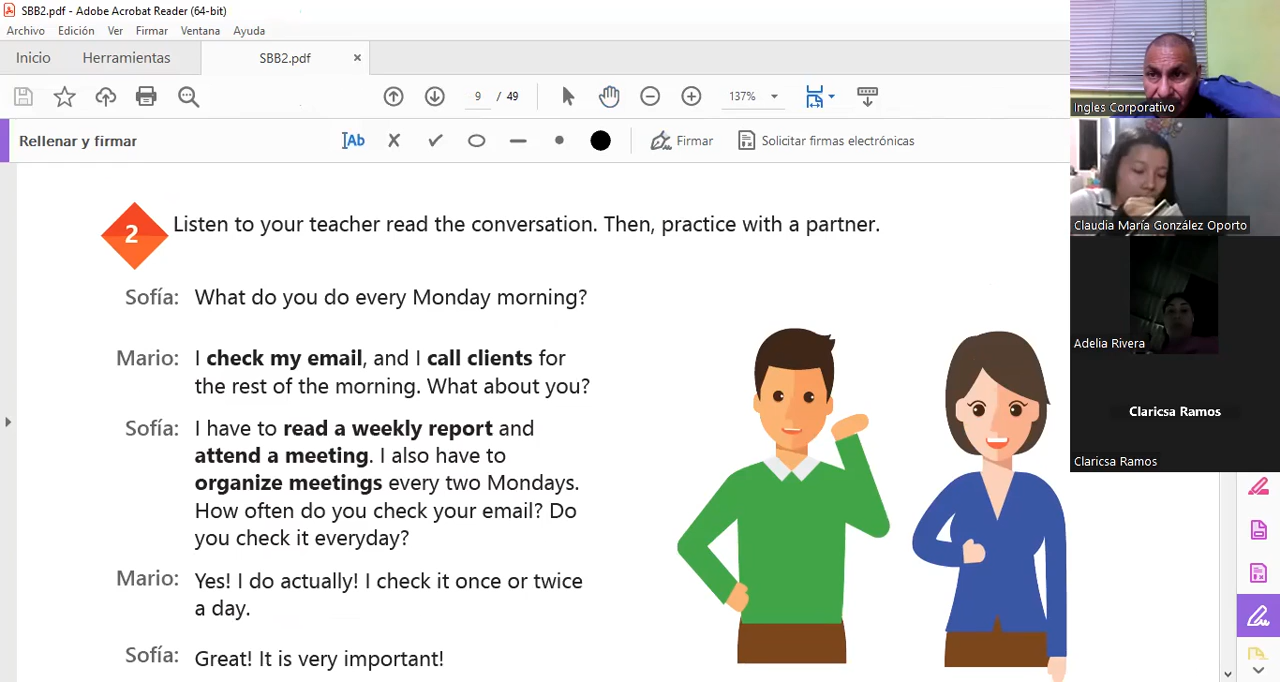 SBB2.pdf - Adobe Acrobat Reader (64-bit)
Archivo Edición Ver Firmar Ventana Ayuda
Inicio Herramientas SBB2.pdf ×
9 / 49 137%
Rellenar y firmar Ab Firmar Solicitar firmas electrónicas
Ingles Corporativo
Claudia María González Oporto
Adelia Rivera
Claricsa Ramos
Claricsa Ramos
2 Listen to your teacher read the conversation. Then, practice with a partner.
Sofía: What do you do every Monday morning?
Mario: I check my email, and I call clients for
the rest of the morning. What about you?
Sofía: I have to read a weekly report and
attend a meeting. I also have to
organize meetings every two Mondays.
How often do you check your email? Do
you check it everyday?
Mario: Yes! I do actually! I check it once or twice
a day.
Sofía: Great! It is very important!